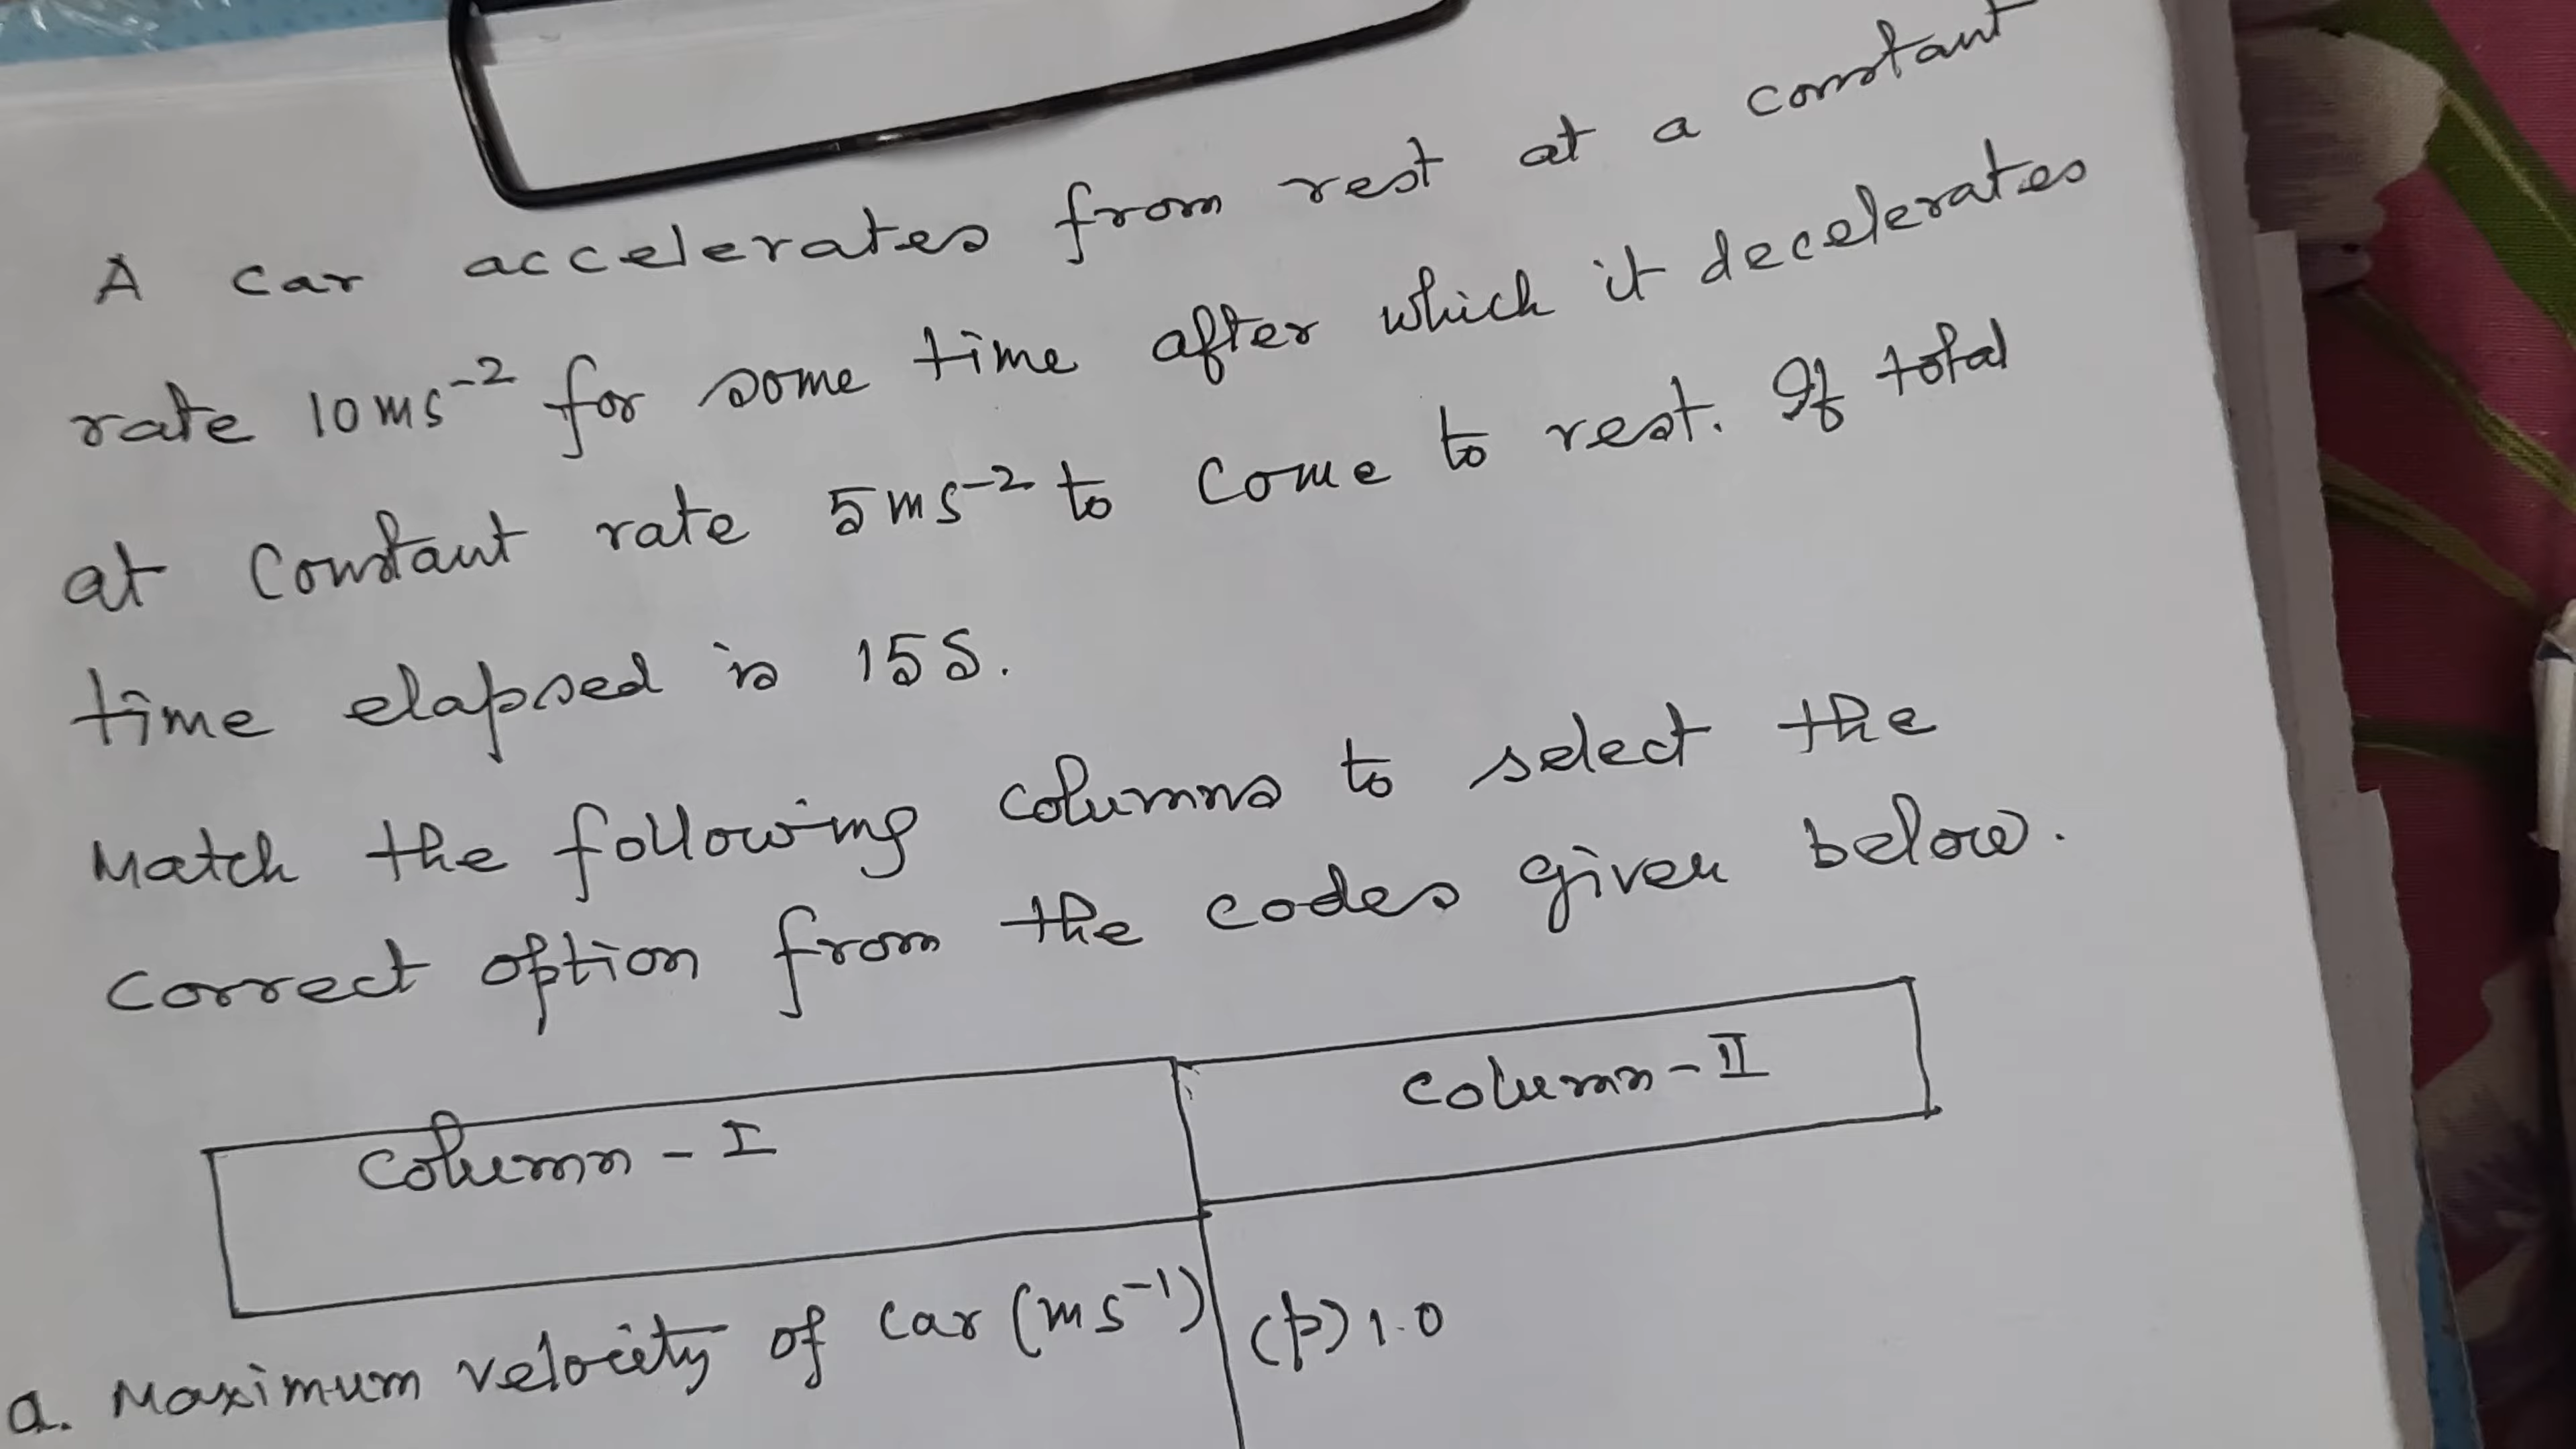 A car accelerates from rest at a constant
rate 10 ms⁻² for some time after which it decelerates
at constant rate 5 ms⁻² to come to rest. If total
time elapsed is 15 S.
Match the following columns to select the
correct option from the codes given below.
Column - I
Column - II
a. Maximum velocity of car (ms⁻¹)
(p) 1.0